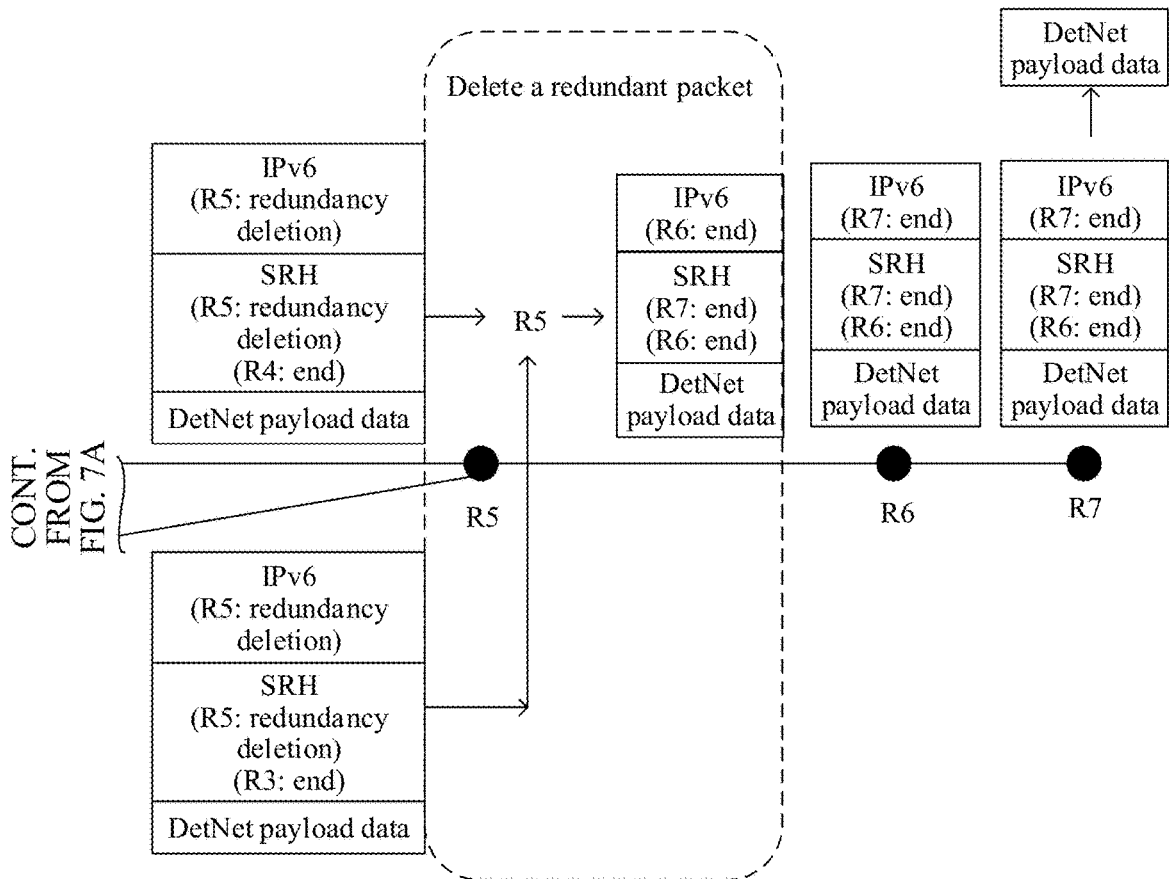 DetNet
payload data
Delete a redundant packet
IPv6
(R5: redundancy
deletion)
SRH
(R5: redundancy
deletion)
(R4: end)
DetNet payload data
R5
IPv6
(R6: end)
SRH
(R7: end)
(R6: end)
DetNet
payload data
IPv6
(R7: end)
SRH
(R7: end)
(R6: end)
DetNet
payload data
IPv6
(R7: end)
SRH
(R7: end)
(R6: end)
DetNet
payload data
CONT.
FROM
FIG. 7A
R5
R6
R7
IPv6
(R5: redundancy
deletion)
SRH
(R5: redundancy
deletion)
(R3: end)
DetNet payload data